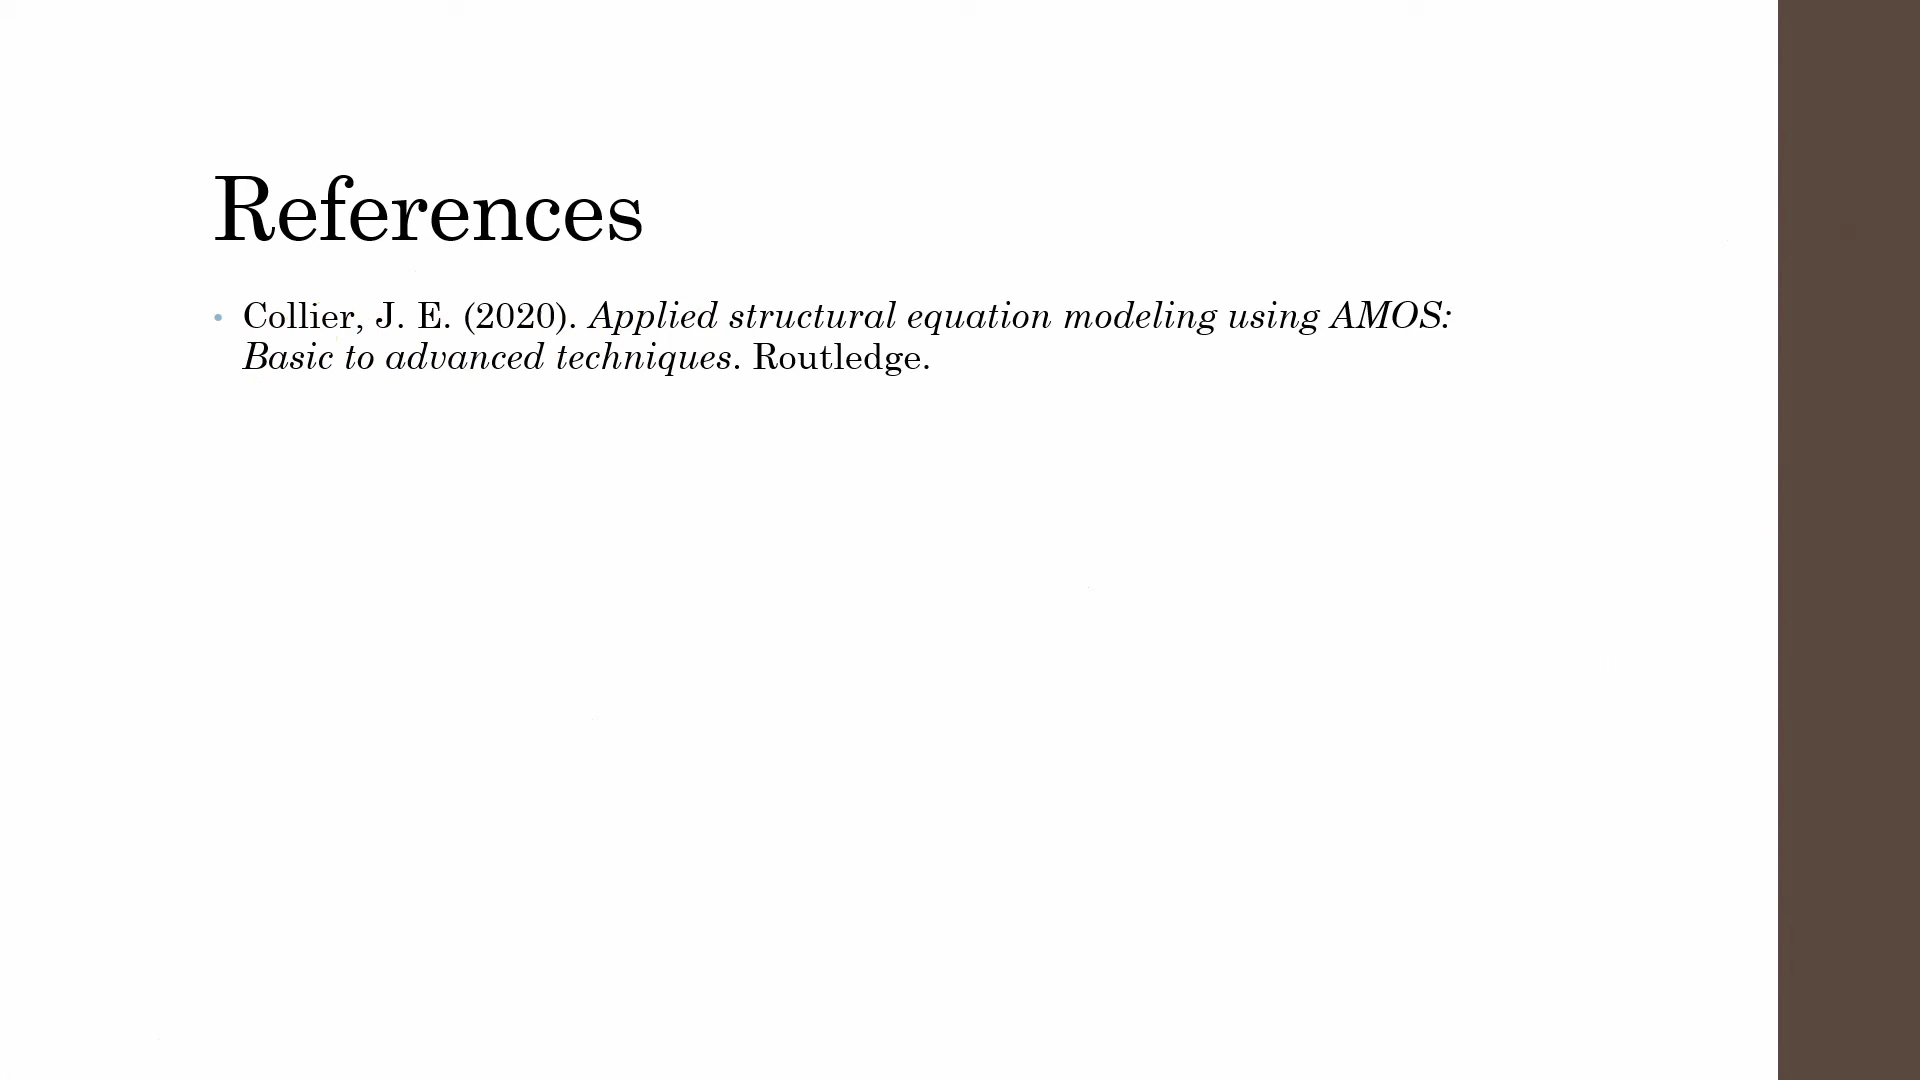 References
• Collier, J. E. (2020). Applied structural equation modeling using AMOS:
Basic to advanced techniques. Routledge.